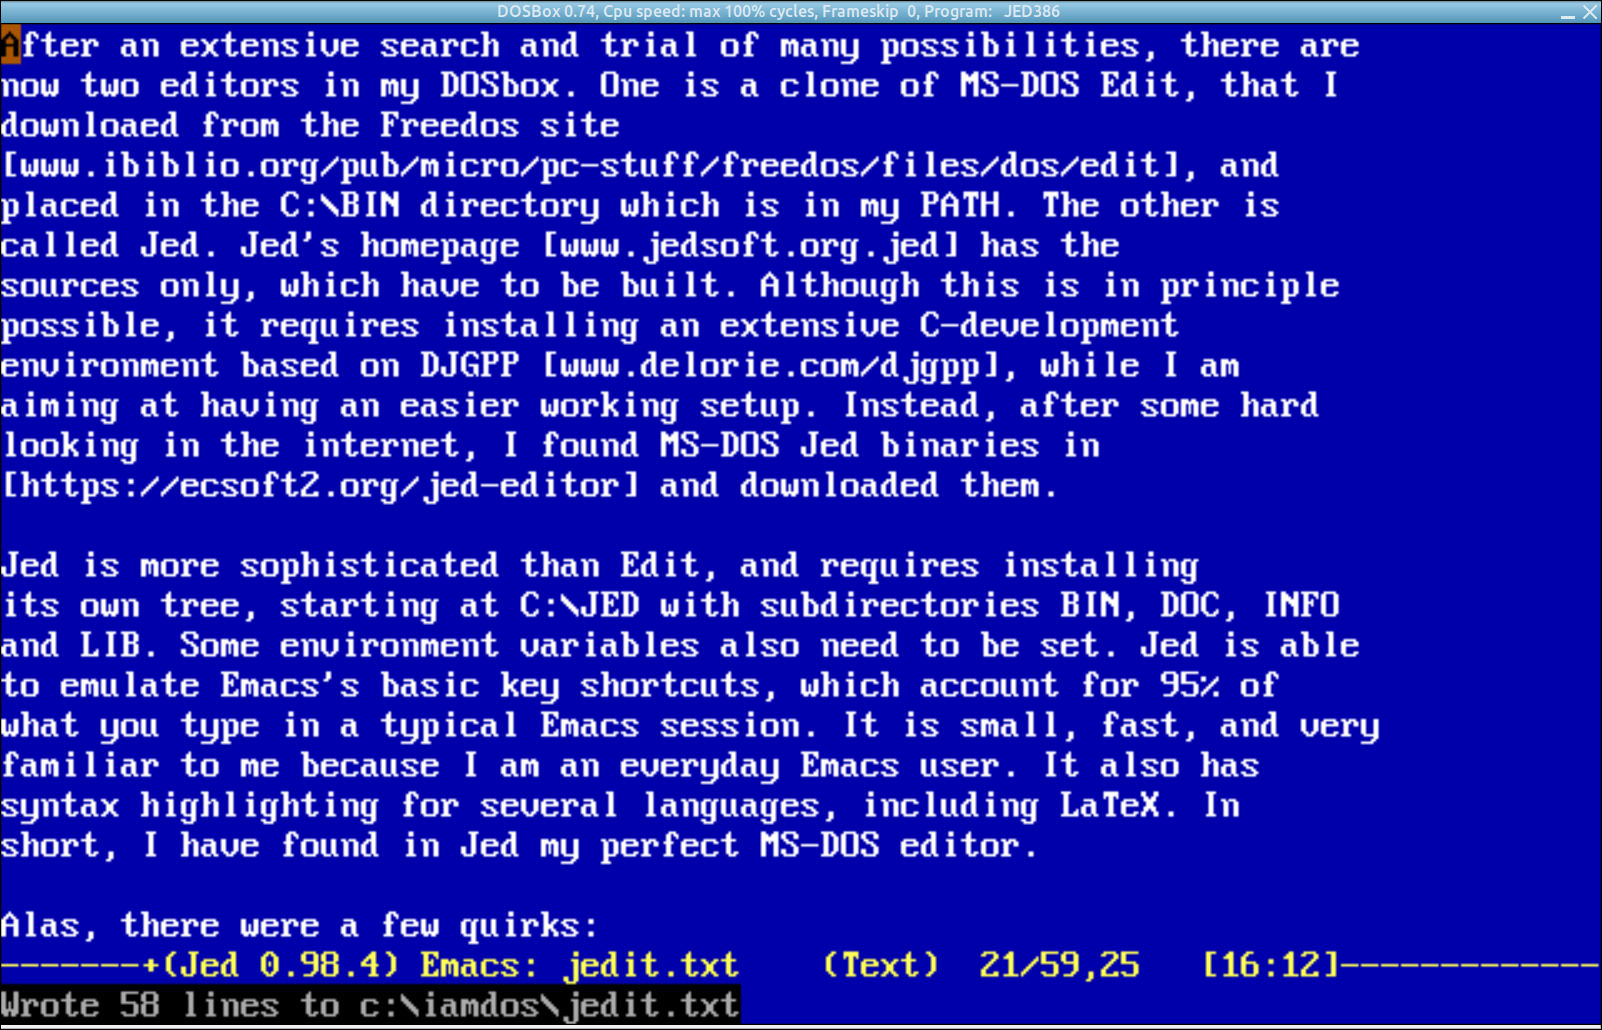 DOSBox 0.74, Cpu speed: max 100% cycles, Frameskip 0, Program: JED386
After an extensive search and trial of many possibilities, there are
now two editors in my DOSbox. One is a clone of MS-DOS Edit, that I
downloaed from the Freedos site
[www.ibiblio.org/pub/micro/pc-stuff/freedos/files/dos/edit], and
placed in the C:\BIN directory which is in my PATH. The other is
called Jed. Jed's homepage [www.jedsoft.org.jed] has the
sources only, which have to be built. Although this is in principle
possible, it requires installing an extensive C-development
environment based on DJGPP [www.delorie.com/djgpp], while I am
aiming at having an easier working setup. Instead, after some hard
looking in the internet, I found MS-DOS Jed binaries in
[https://ecsoft2.org/jed-editor] and downloaded them.
Jed is more sophisticated than Edit, and requires installing
its own tree, starting at C:\JED with subdirectories BIN, DOC, INFO
and LIB. Some environment variables also need to be set. Jed is able
to emulate Emacs's basic key shortcuts, which account for 95% of
what you type in a typical Emacs session. It is small, fast, and very
familiar to me because I am an everyday Emacs user. It also has
syntax highlighting for several languages, including LaTeX. In
short, I have found in Jed my perfect MS-DOS editor.
Alas, there were a few quirks:
-------+(Jed 0.98.4) Emacs: jedit.txt    (Text)  21/59,25   [16:12]-------------
Wrote 58 lines to c:\iamdos\jedit.txt